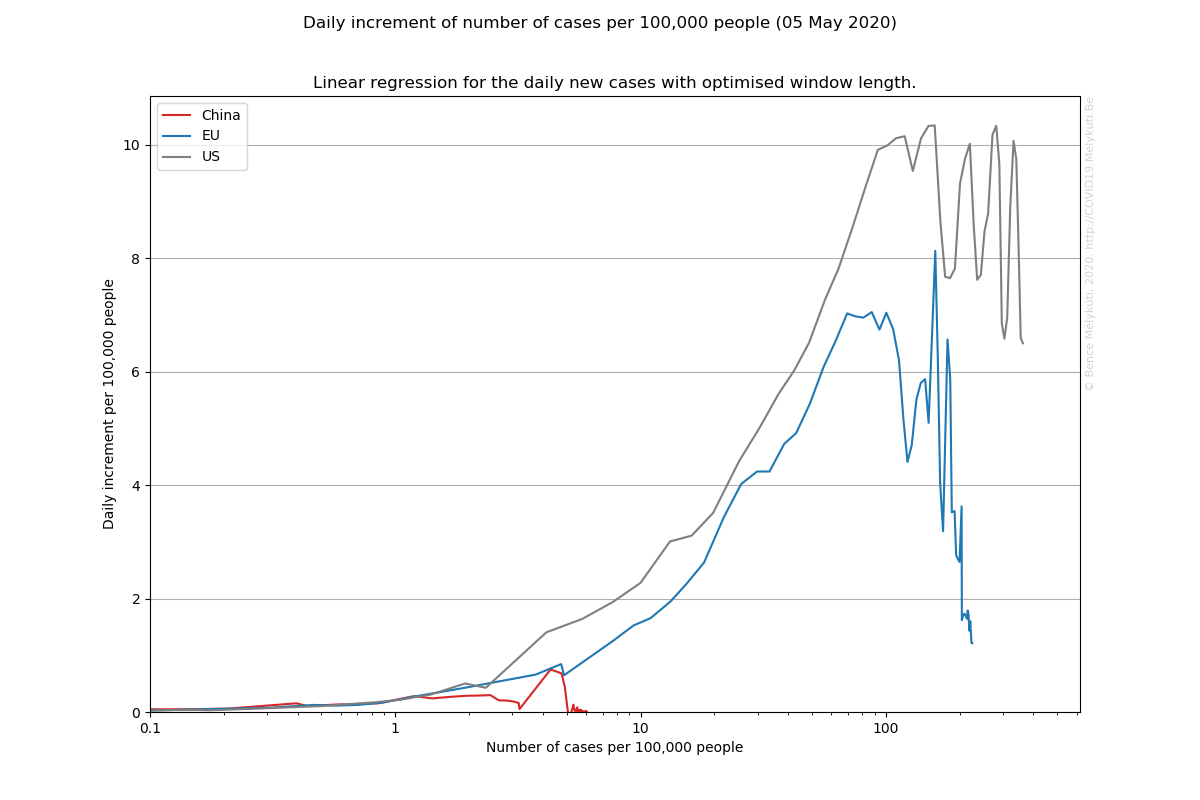 Daily increment of number of cases per 100,000 people (05 May 2020)
Linear regression for the daily new cases with optimised window length.
China
EU
US
10
8
6
4
2
0
Daily increment per 100,000 people
0.1
1
10
100
Number of cases per 100,000 people
© Bence Mélykúti, 2020. http://COVID19.Melykuti.Be